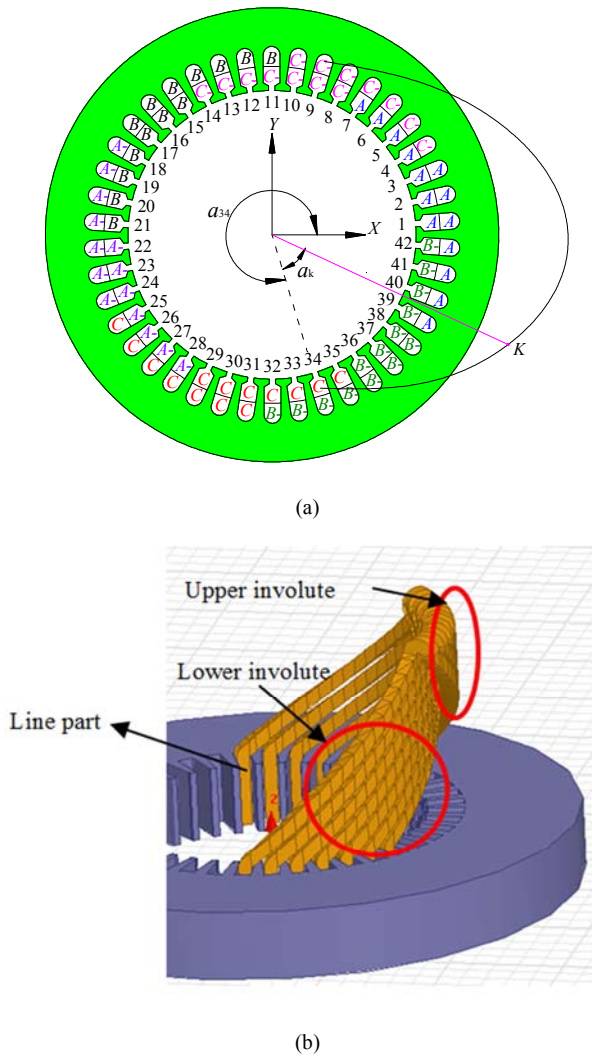 B
C-
11
B
C-
12
B
C-
13
B
C-
14
B
B
15
B
B
16
B
B
17
A-
B
18
A-
B
19
A-
B
20
A-
B
21
A-
A-
22
A-
A-
23
A-
A-
24
C
A-
25
C
A-
26
C
A-
27
C
A-
28
C
C
29
C
C
30
C
C
31
C
B-
32
C
B-
33
C
B-
34
C
B-
35
B-
B-
36
B-
B-
37
B-
B-
38
B-
A
39
B-
A
40
B-
A
41
B-
A
42
A
A
1
A
A
2
A
A
3
A
C-
4
A
C-
5
A
C-
6
A
C-
7
C-
C-
8
C-
C-
9
C-
C-
10
Y
X
a34
ak
K
(a)
Upper involute
Lower involute
Line part
z
(b)